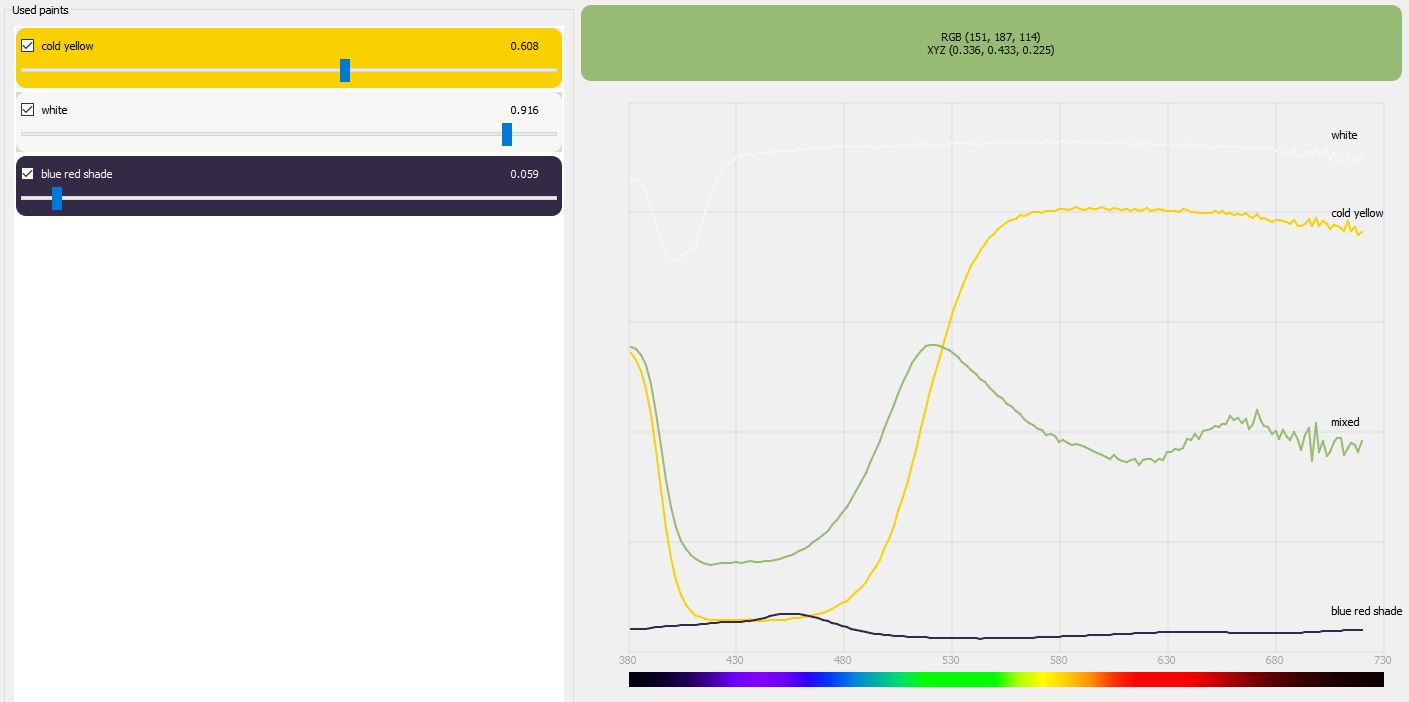 Used paints
cold yellow 0.608
white 0.916
blue red shade 0.059
RGB (151, 187, 114)
XYZ (0.336, 0.433, 0.225)
white
cold yellow
mixed
blue red shade
380 430 480 530 580 630 680 730